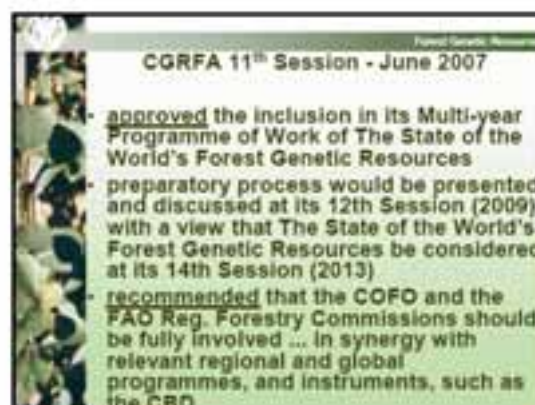 Forest Genetic Resources
CGRFA 11th Session - June 2007
• approved the inclusion in its Multi-year
Programme of Work of The State of the
World's Forest Genetic Resources
• preparatory process would be presented
and discussed at its 12th Session (2009)
with a view that The State of the World's
Forest Genetic Resources be considered
at its 14th Session (2013)
• recommended that the COFO and the
FAO Reg. Forestry Commissions should
be fully involved ... In synergy with
relevant regional and global
programmes, and instruments, such as
the CBD